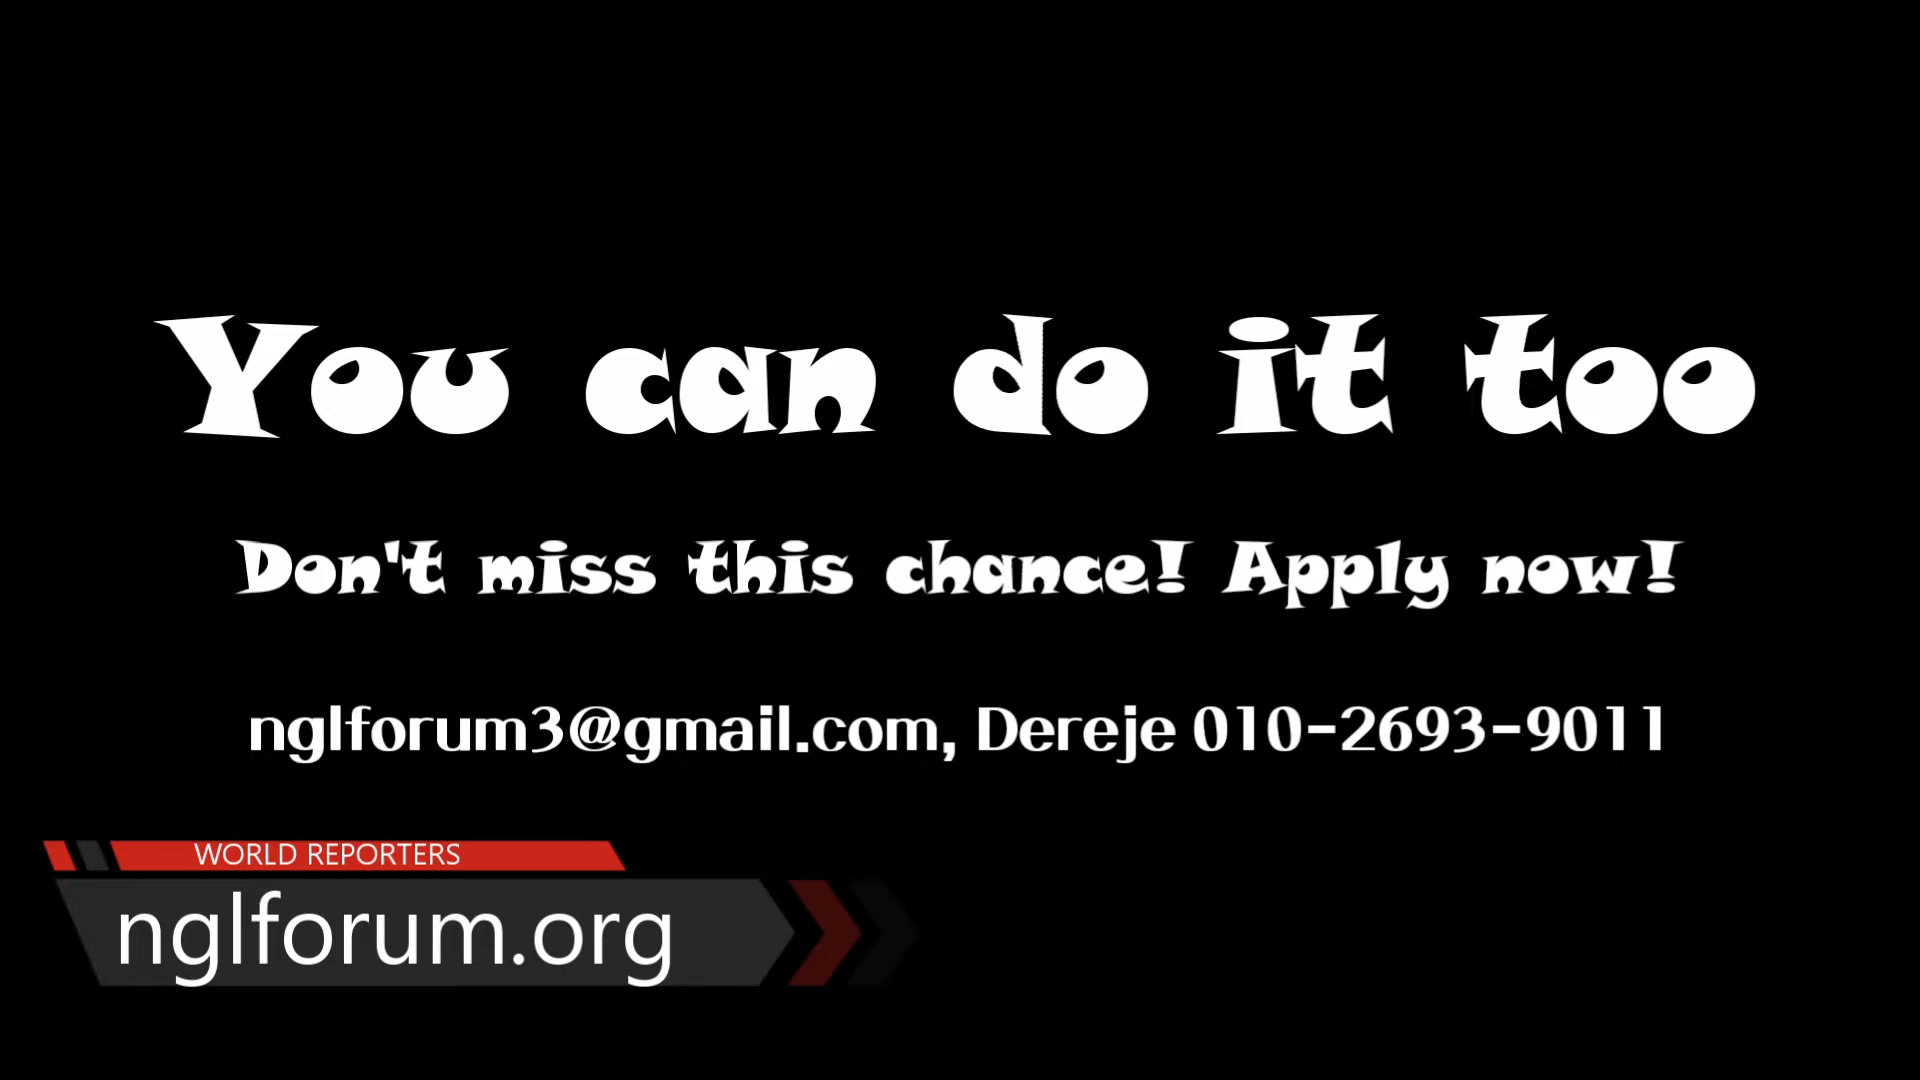 You can do it too
Don't miss this chance! Apply now!
nglforum3@gmail.com, Dereje 010-2693-9011
WORLD REPORTERS
nglforum.org